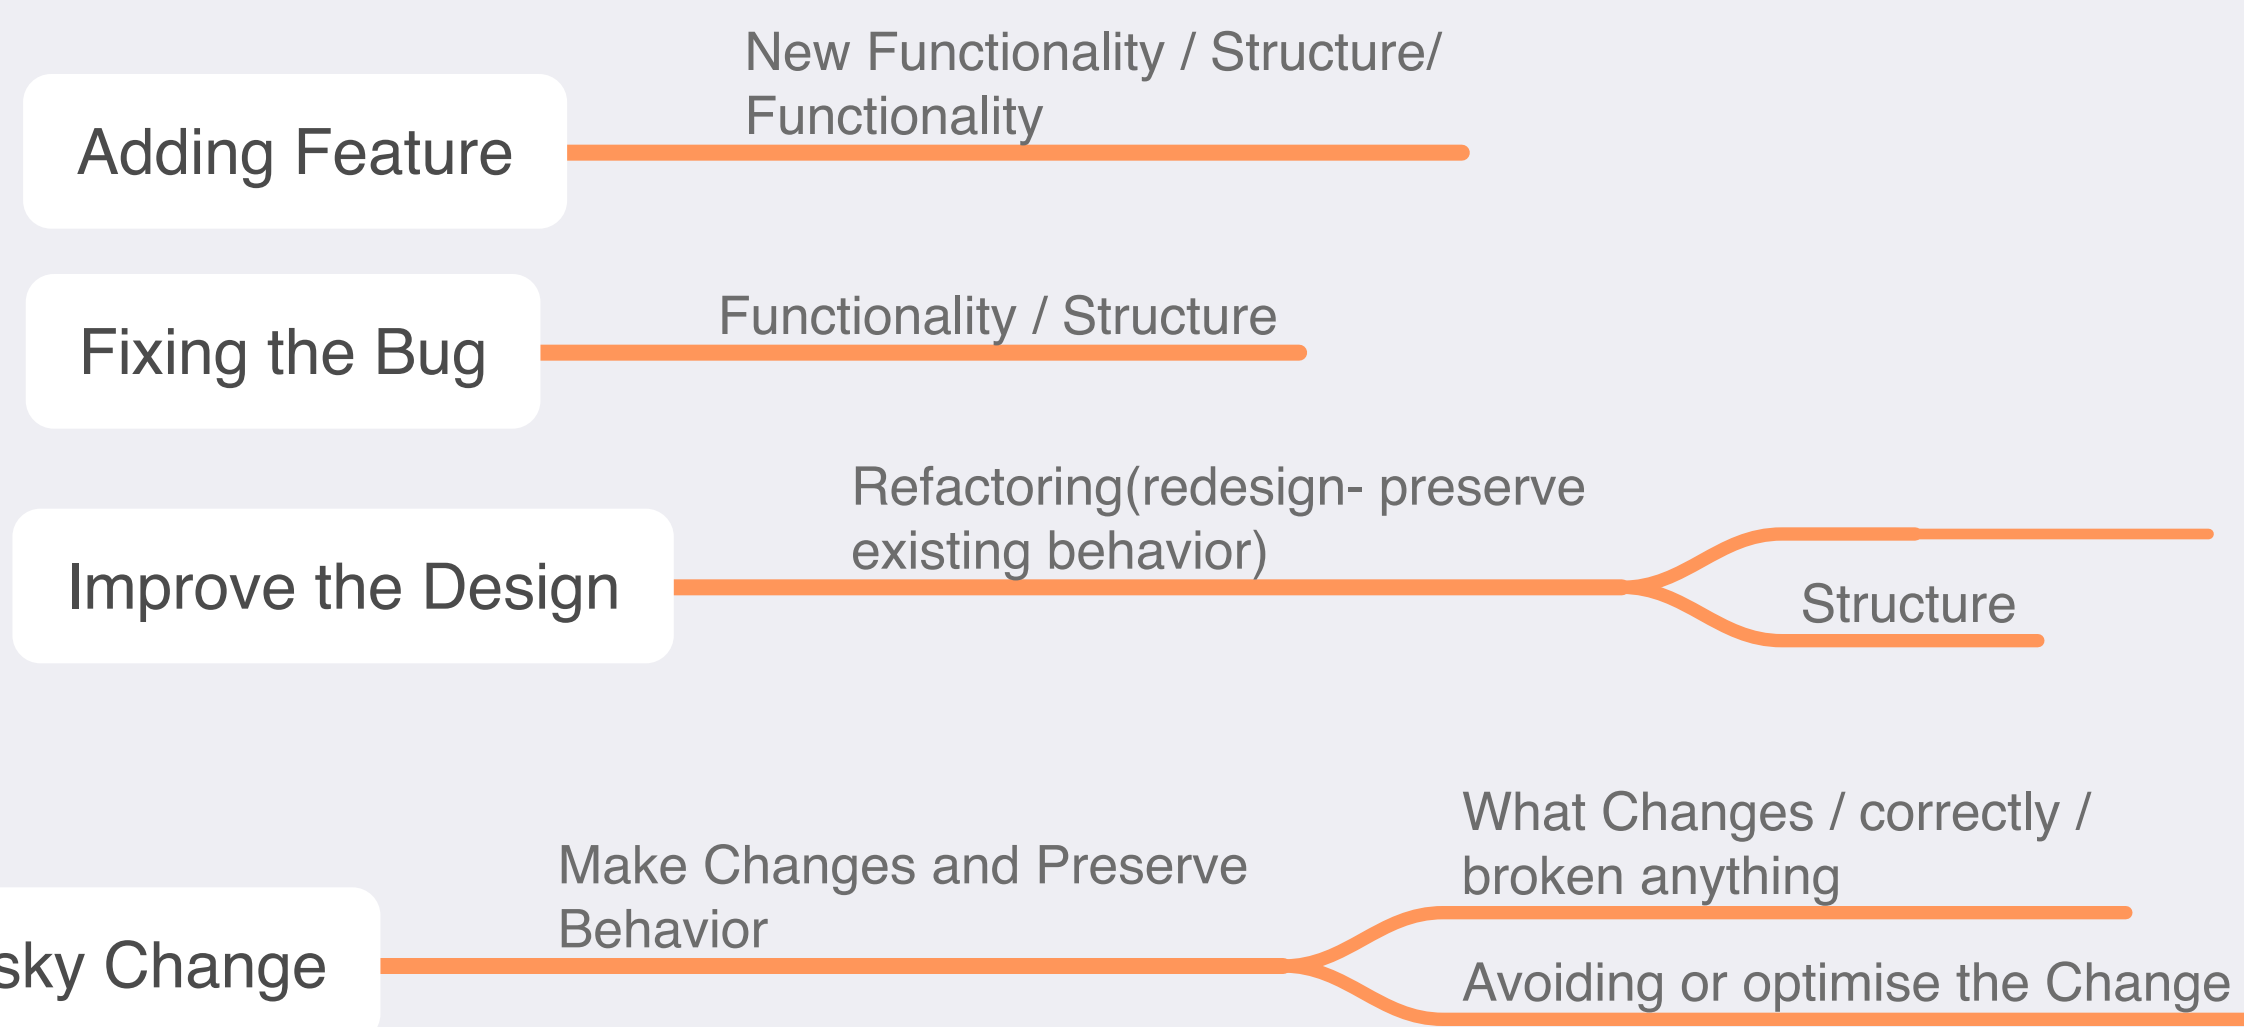 New Functionality / Structure/
Functionality
Adding Feature
Functionality / Structure
Fixing the Bug
Refactoring(redesign- preserve
existing behavior)
Improve the Design
Structure
What Changes / correctly /
broken anything
Make Changes and Preserve
Behavior
Change
Avoiding or optimise the Change